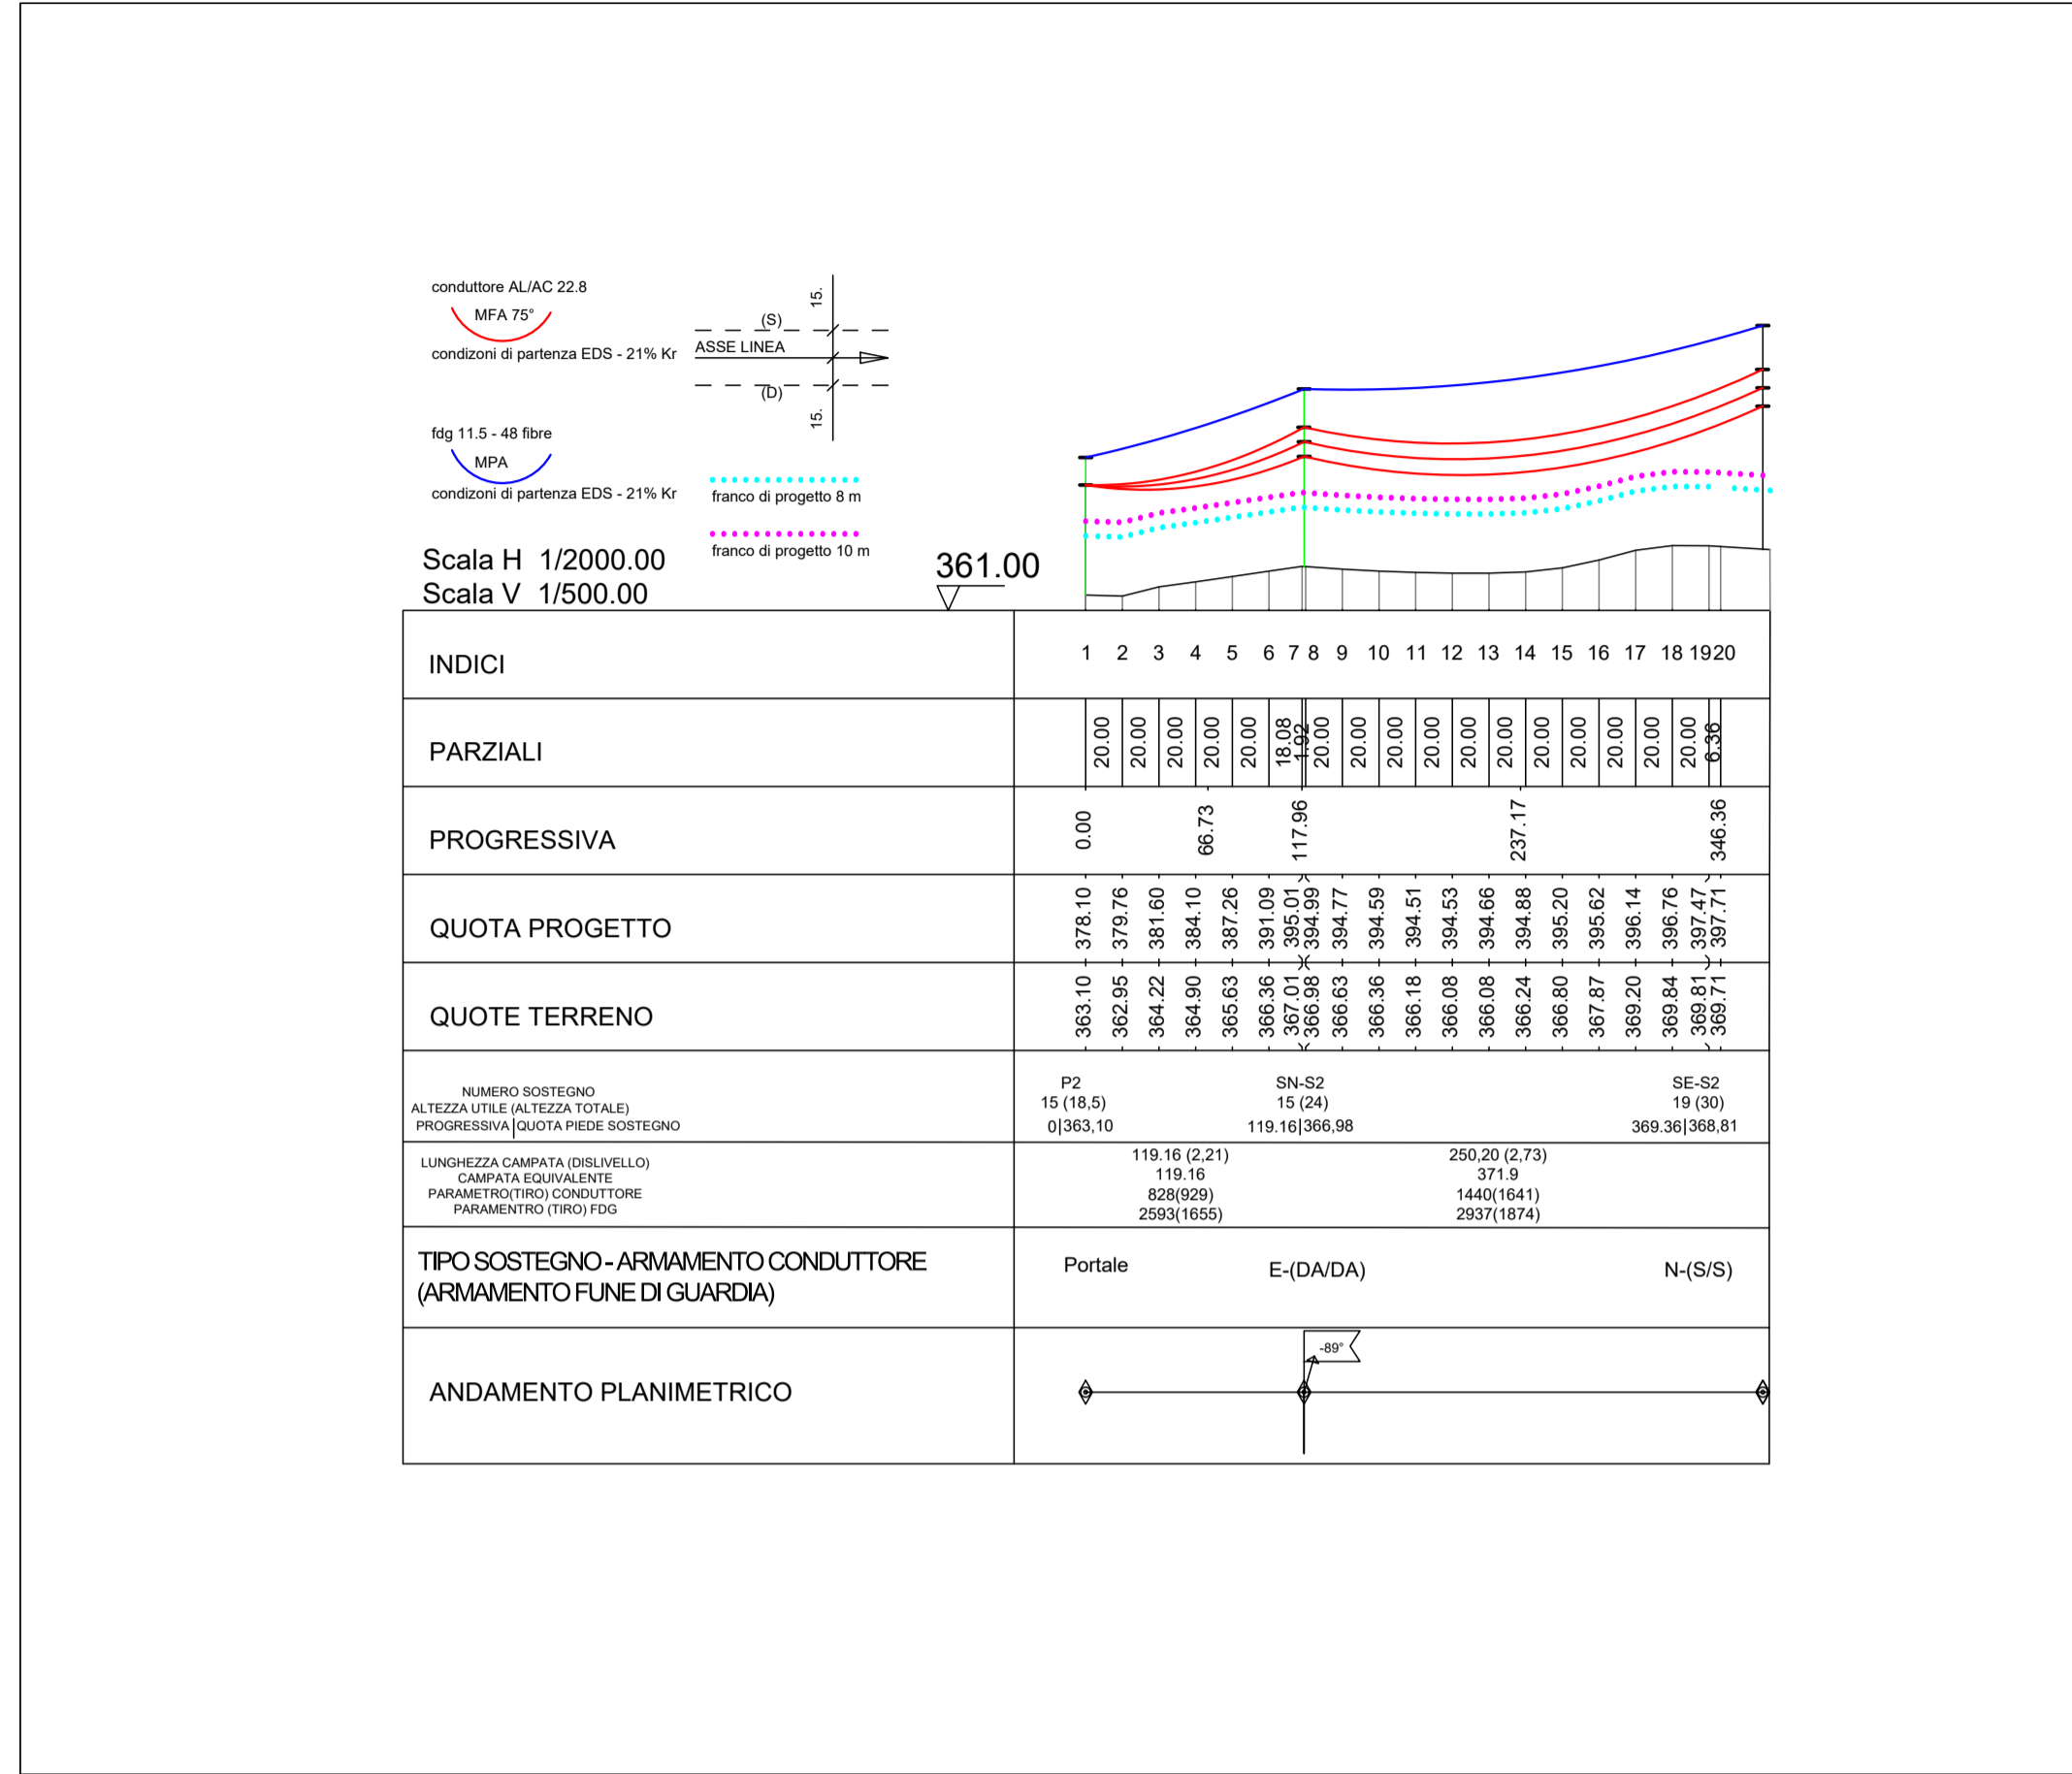 conduttore AL/AC 22.8
MFA 75°
condizoni di partenza EDS - 21% Kr
15.
(S)
ASSE LINEA
(D)
15.
fdg 11.5 - 48 fibre
MPA
condizoni di partenza EDS - 21% Kr
franco di progetto 8 m
franco di progetto 10 m
Scala H 1/2000.00
Scala V 1/500.00
361.00
INDICI
1 2 3 4 5 6 7 8 9 10 11 12 13 14 15 16 17 18 19 20
PARZIALI
20.00 20.00 20.00 20.00 20.00 18.08 1.92 20.00 20.00 20.00 20.00 20.00 20.00 20.00 20.00 20.00 20.00 20.00 6.36
PROGRESSIVA
0.00 66.73 117.96 237.17 346.36
QUOTA PROGETTO
378.10 379.76 381.60 384.10 387.26 391.09 395.01 394.99 394.77 394.59 394.51 394.53 394.66 394.88 395.20 395.62 396.14 396.76 397.47 397.71
QUOTE TERRENO
363.10 362.95 364.22 364.90 365.63 366.36 367.01 366.98 366.63 366.36 366.18 366.08 366.08 366.24 366.80 367.87 369.20 369.84 369.81 369.71
NUMERO SOSTEGNO
ALTEZZA UTILE (ALTEZZA TOTALE)
PROGRESSIVA|QUOTA PIEDE SOSTEGNO
P2
15 (18,5)
0|363,10
SN-S2
15 (24)
119.16|366,98
SE-S2
19 (30)
369.36|368,81
LUNGHEZZA CAMPATA (DISLIVELLO)
CAMPATA EQUIVALENTE
PARAMETRO(TIRO) CONDUTTORE
PARAMENTRO (TIRO) FDG
119.16 (2,21)
119.16
828(929)
2593(1655)
250,20 (2,73)
371.9
1440(1641)
2937(1874)
TIPO SOSTEGNO - ARMAMENTO CONDUTTORE
(ARMAMENTO FUNE DI GUARDIA)
Portale
E-(DA/DA)
N-(S/S)
ANDAMENTO PLANIMETRICO
-89°